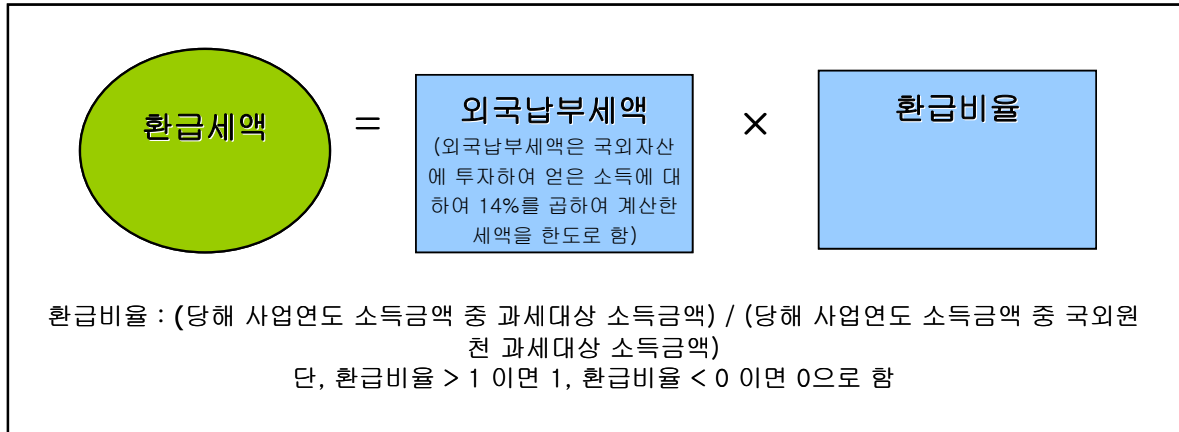 환급세액
=
외국납부세액
(외국납부세액은 국외자산
에 투자하여 얻은 소득에 대
하여 14%를 곱하여 계산한
세액을 한도로 함)
×
환급비율
환급비율 : (당해 사업연도 소득금액 중 과세대상 소득금액) / (당해 사업연도 소득금액 중 국외원
천 과세대상 소득금액)
단, 환급비율 > 1 이면 1, 환급비율 < 0 이면 0으로 함